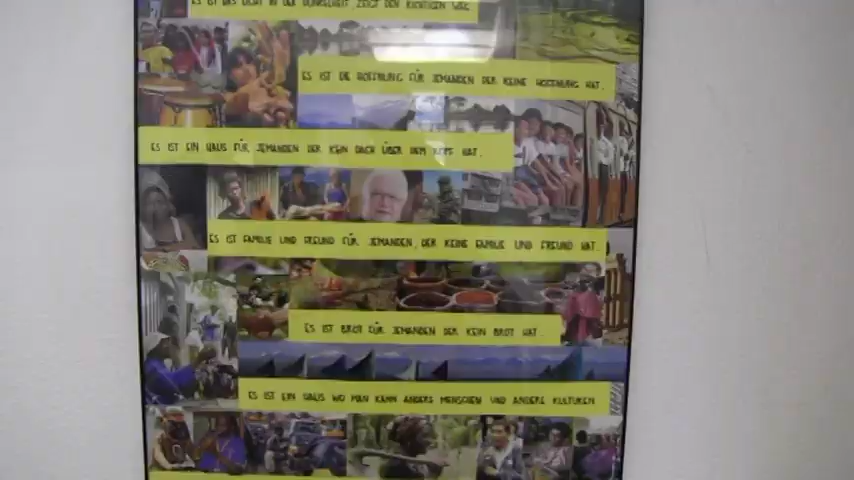 ES IST DAS LICHT IN DER DUNKELHEIT, ZEIGT DEN RICHTIGEN WEG
ES IST DIE HOFFNUNG FÜR JEMANDEN DER KEINE HOFFNUNG HAT.
ES IST EIN HAUS FÜR JEMANDEN DER KEIN DACH ÜBER DEM KOPF HAT.
ES IST FAMILIE UND FREUND FÜR JEMANDEN, DER KEINE FAMILIE UND FREUND HAT.
ES IST BROT FÜR JEMANDEN DER KEIN BROT HAT.
ES IST EIN HAUS WO MAN KANN ANDERE MENSCHEN UND ANDERE KULTUREN